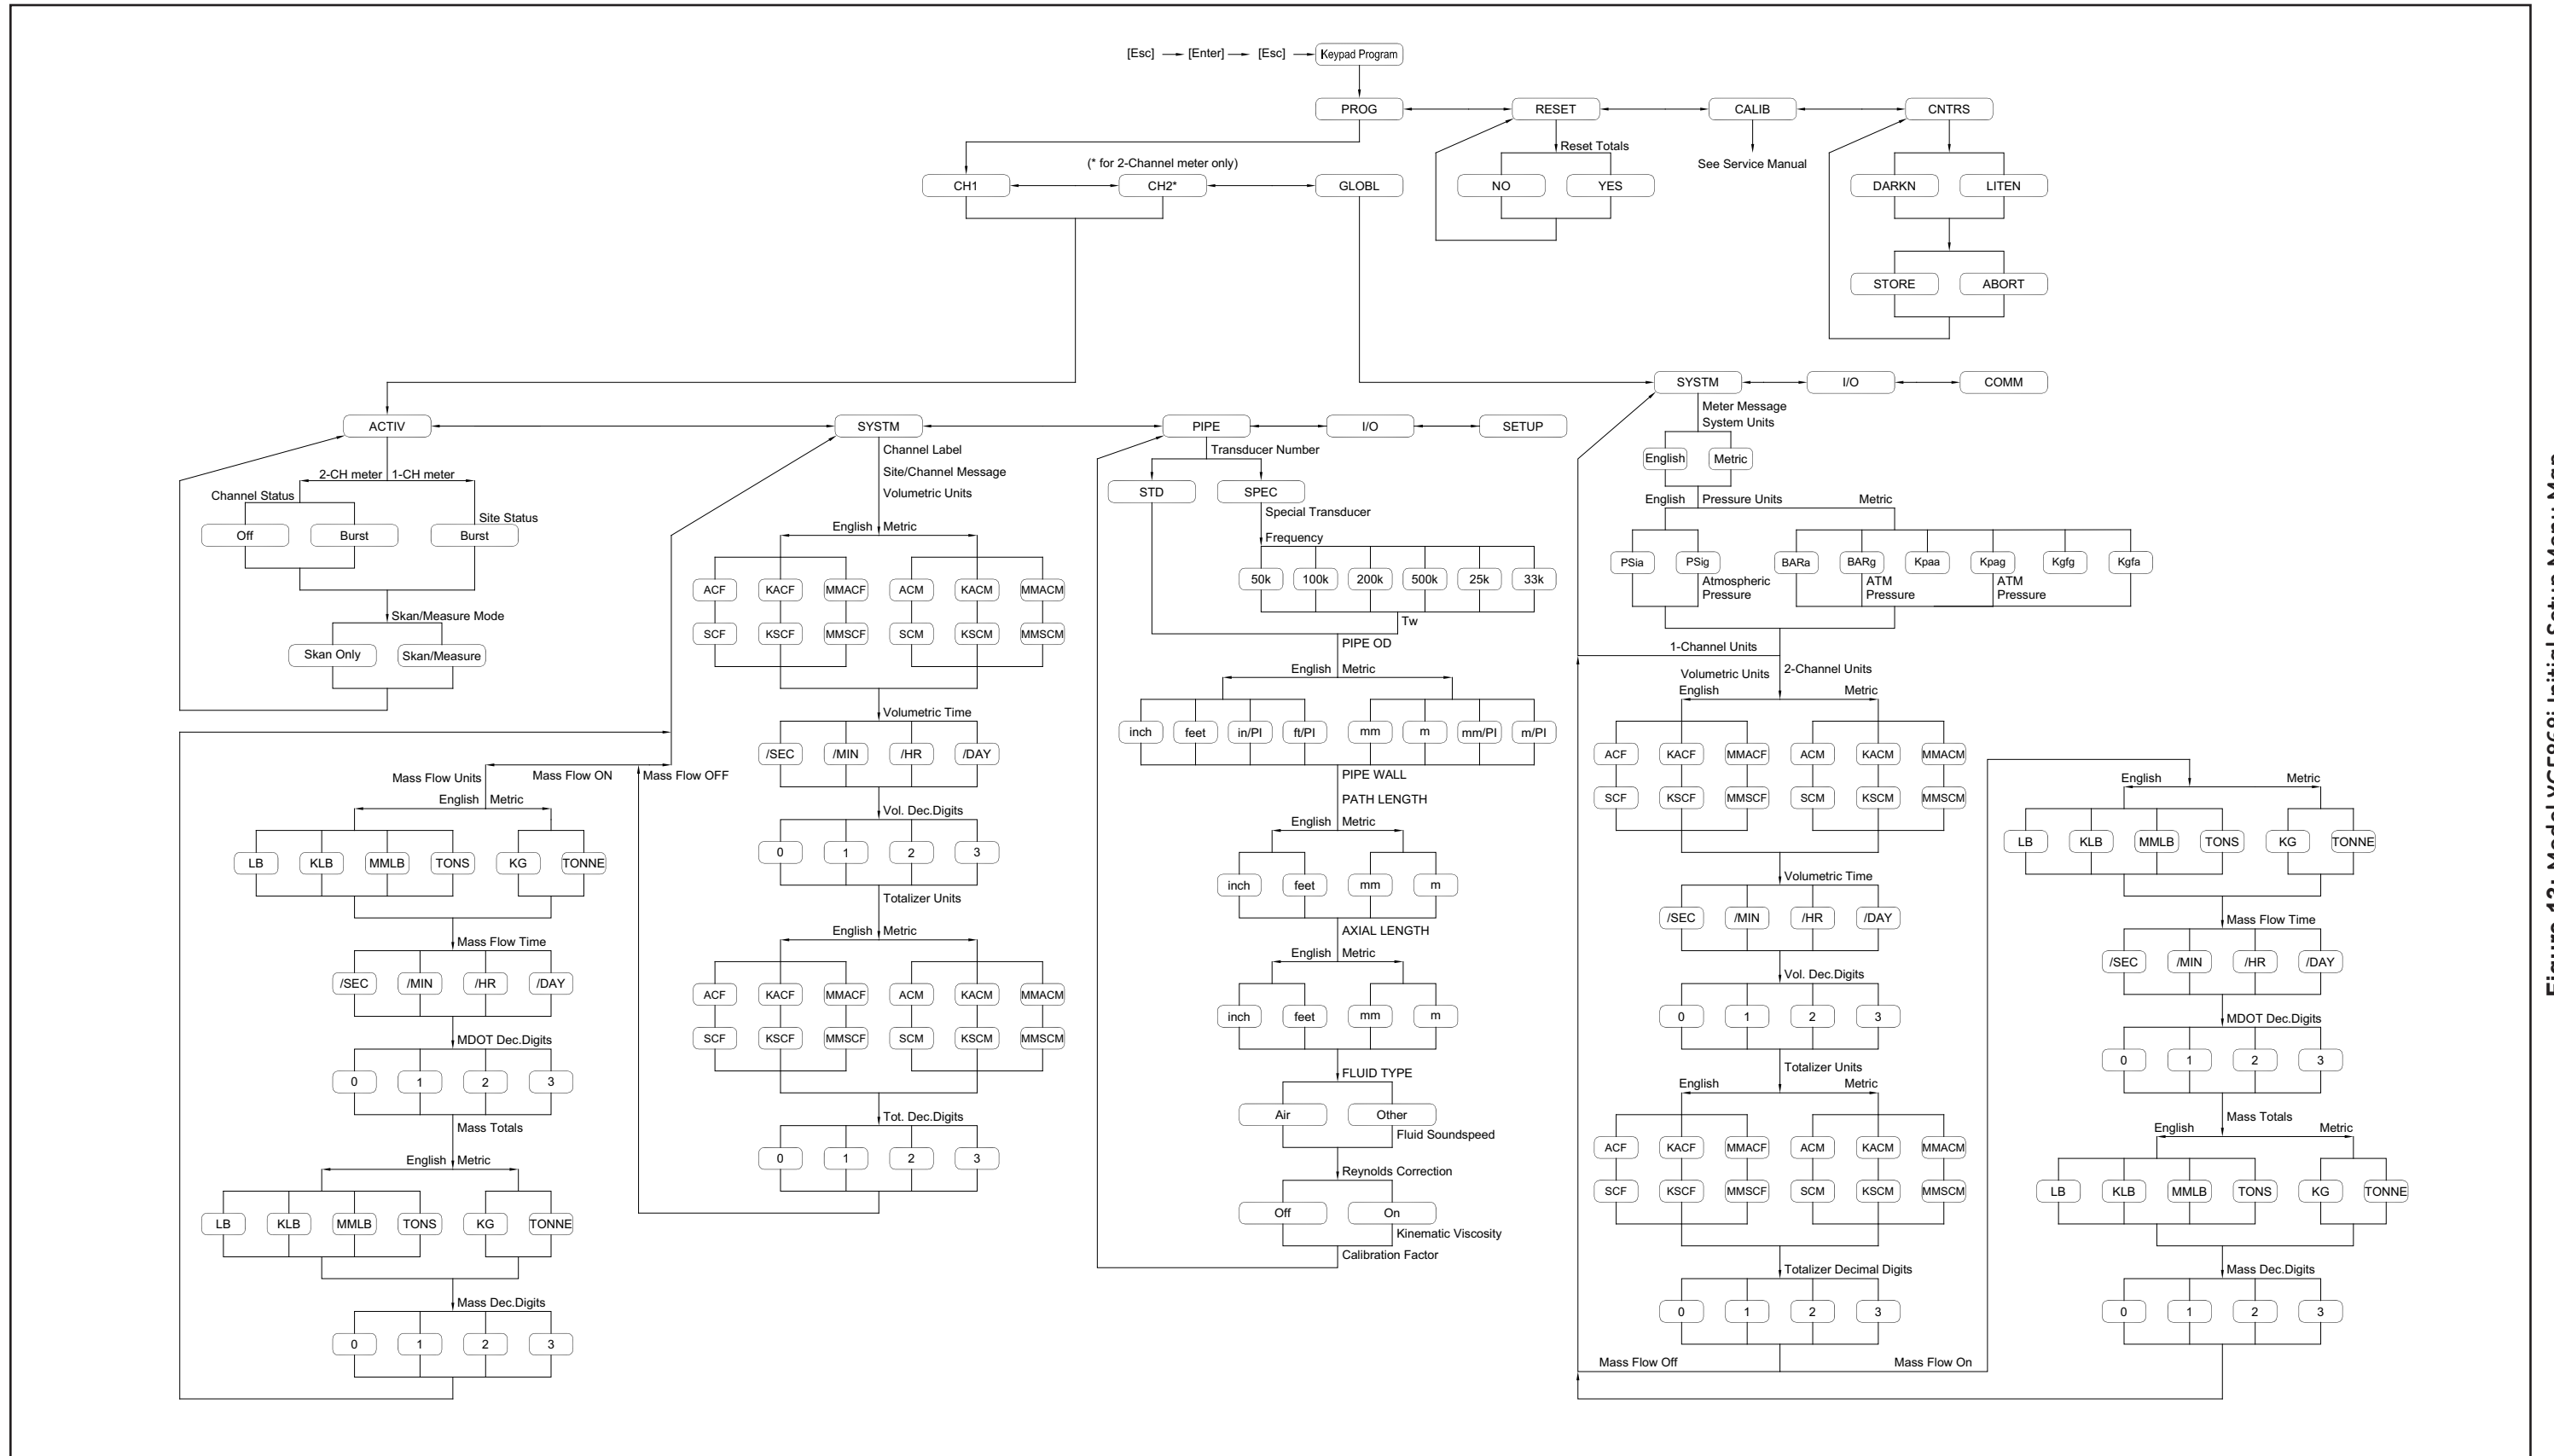 [Esc] [Enter] [Esc] Keypad Program
PROG RESET CALIB CNTRS
Reset Totals
See Service Manual
(* for 2-Channel meter only)
CH1 CH2* GLOBL NO YES DARKN LITEN
STORE ABORT
SYSTM I/O COMM
ACTIV SYSTM PIPE I/O SETUP
2-CH meter 1-CH meter
Channel Status
Site Status
Off Burst Burst
Skan/Measure Mode
Skan Only Skan/Measure
Channel Label
Site/Channel Message
Volumetric Units
English Metric
ACF KACF MMACF ACM KACM MMACM
SCF KSCF MMSCF SCM KSCM MMSCM
Volumetric Time
/SEC /MIN /HR /DAY
Vol. Dec.Digits
0 1 2 3
Totalizer Units
English Metric
ACF KACF MMACF ACM KACM MMACM
SCF KSCF MMSCF SCM KSCM MMSCM
Tot. Dec.Digits
0 1 2 3
Mass Flow ON Mass Flow OFF
Mass Flow Units
English Metric
LB KLB MMLB TONS KG TONNE
Mass Flow Time
/SEC /MIN /HR /DAY
MDOT Dec.Digits
0 1 2 3
Mass Totals
English Metric
LB KLB MMLB TONS KG TONNE
Mass Dec.Digits
0 1 2 3
Transducer Number
STD SPEC
Special Transducer
Frequency
50k 100k 200k 500k 25k 33k
Tw
PIPE OD
English Metric
inch feet in/PI ft/PI mm m mm/PI m/PI
PIPE WALL
PATH LENGTH
English Metric
inch feet mm m
AXIAL LENGTH
English Metric
inch feet mm m
FLUID TYPE
Air Other
Fluid Soundspeed
Reynolds Correction
Off On
Kinematic Viscosity
Calibration Factor
Meter Message
System Units
English Metric
English Pressure Units Metric
PSia PSig BARa BARg Kpaa Kpag Kgfg Kgfa
Atmospheric Pressure ATM Pressure ATM Pressure
1-Channel Units
2-Channel Units
Volumetric Units
English Metric
ACF KACF MMACF ACM KACM MMACM
SCF KSCF MMSCF SCM KSCM MMSCM
Volumetric Time
/SEC /MIN /HR /DAY
Vol. Dec.Digits
0 1 2 3
Totalizer Units
English Metric
ACF KACF MMACF ACM KACM MMACM
SCF KSCF MMSCF SCM KSCM MMSCM
Totalizer Decimal Digits
0 1 2 3
Mass Flow Off Mass Flow On
English Metric
LB KLB MMLB TONS KG TONNE
Mass Flow Time
/SEC /MIN /HR /DAY
MDOT Dec.Digits
0 1 2 3
Mass Totals
English Metric
LB KLB MMLB TONS KG TONNE
Mass Dec.Digits
0 1 2 3